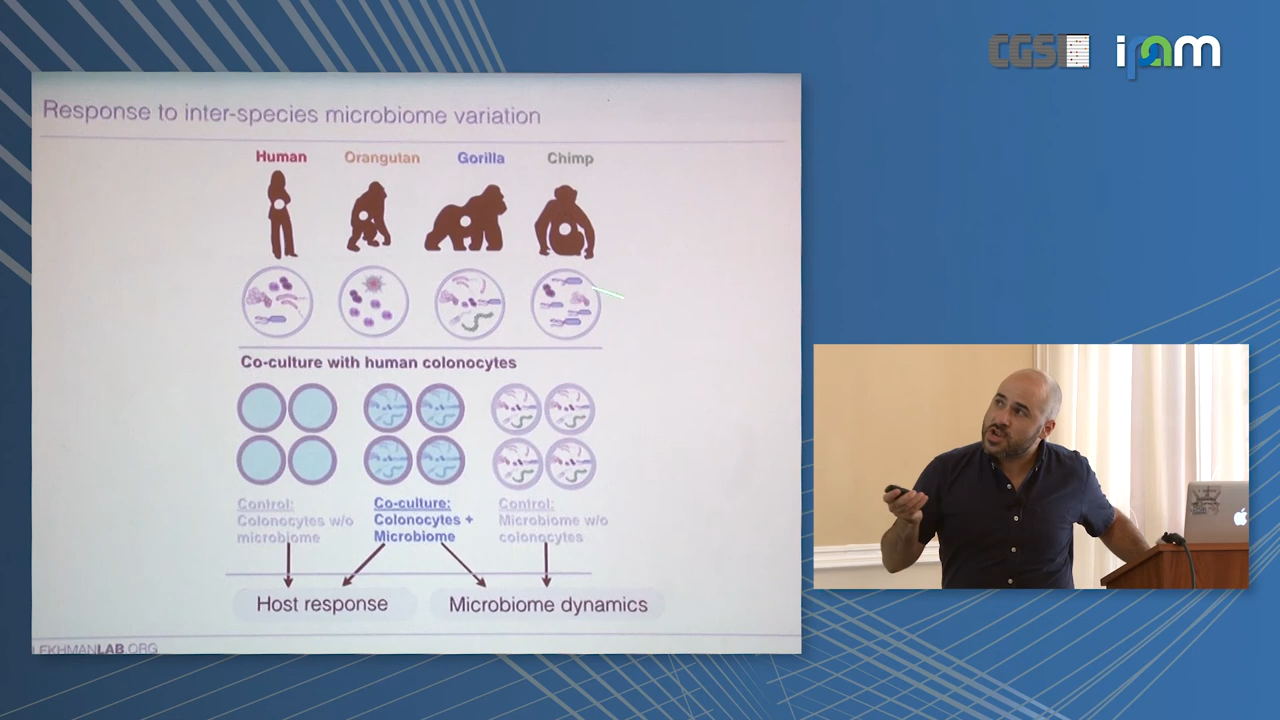 CGSI
ipam
Response to inter-species microbiome variation
Human Orangutan Gorilla Chimp
Co-culture with human colonocytes
Control:
Colonocytes w/o
microbiome
Co-culture:
Colonocytes +
Microbiome
Control:
Microbiome w/o
colonocytes
Host response
Microbiome dynamics
LEKHMANLAB.ORG